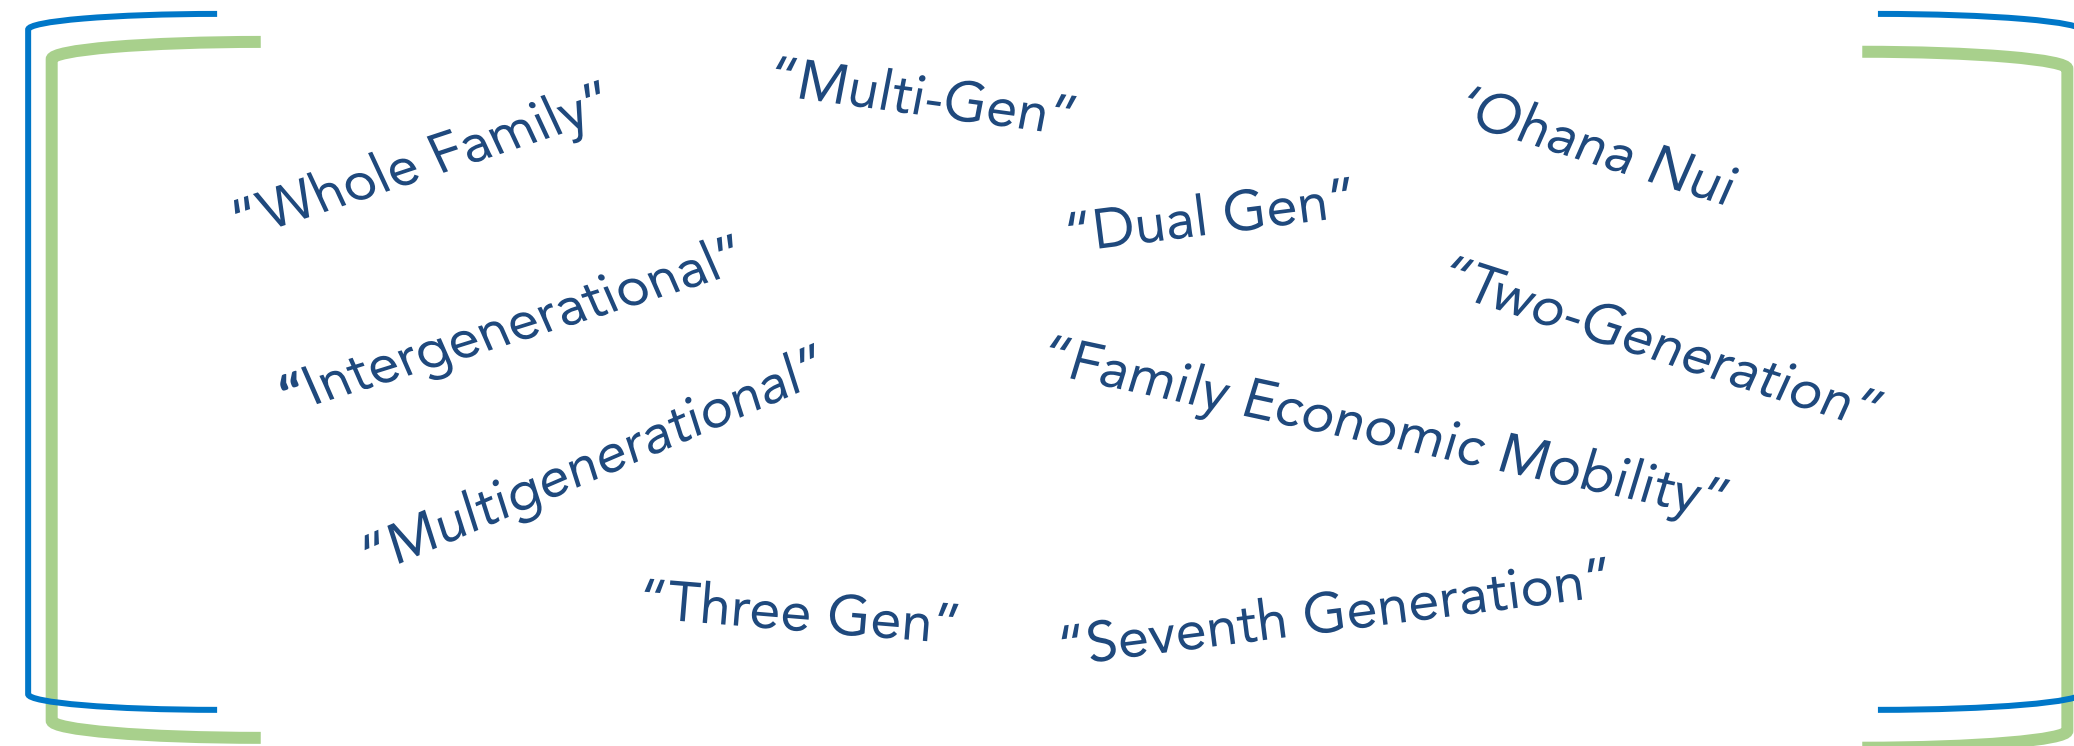 “Whole Family”
“Multi-Gen”
‘Ohana Nui
“Dual Gen”
“Intergenerational”
“Two-Generation”
“Multigenerational”
“Family Economic Mobility”
“Three Gen”
“Seventh Generation”